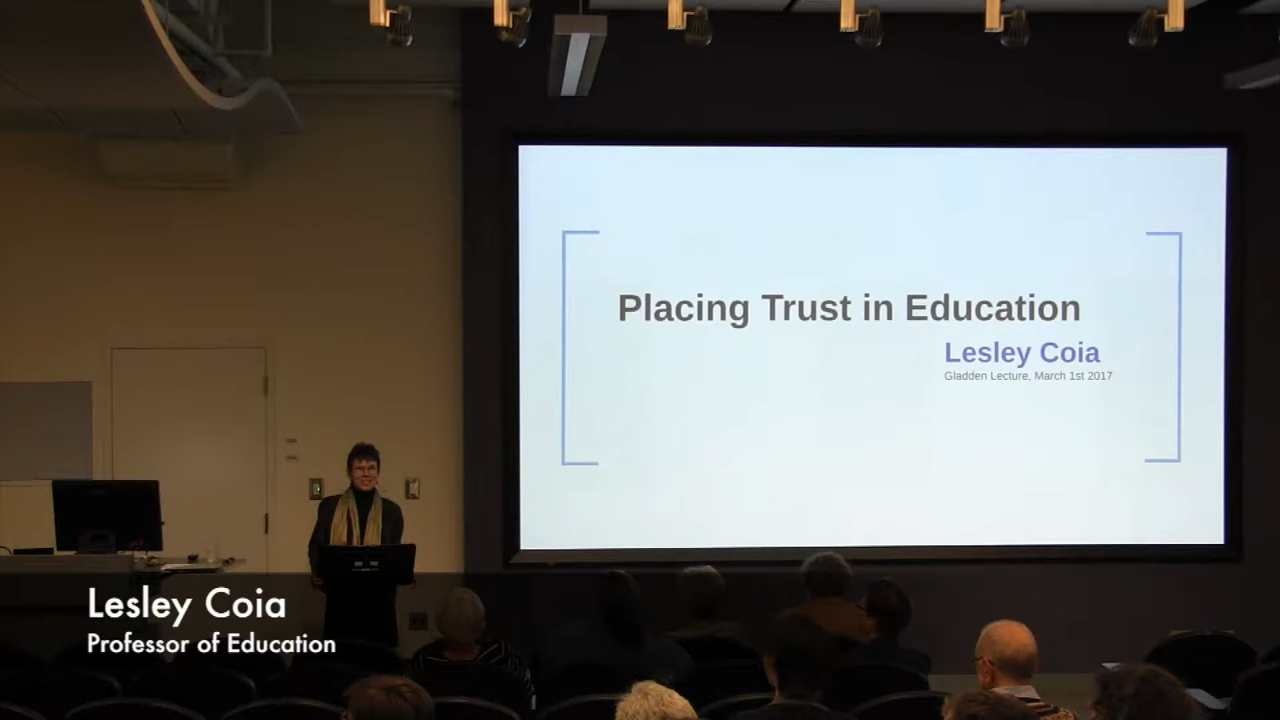 Placing Trust in Education
Lesley Coia
Gladden Lecture, March 1st 2017
Lesley Coia
Professor of Education